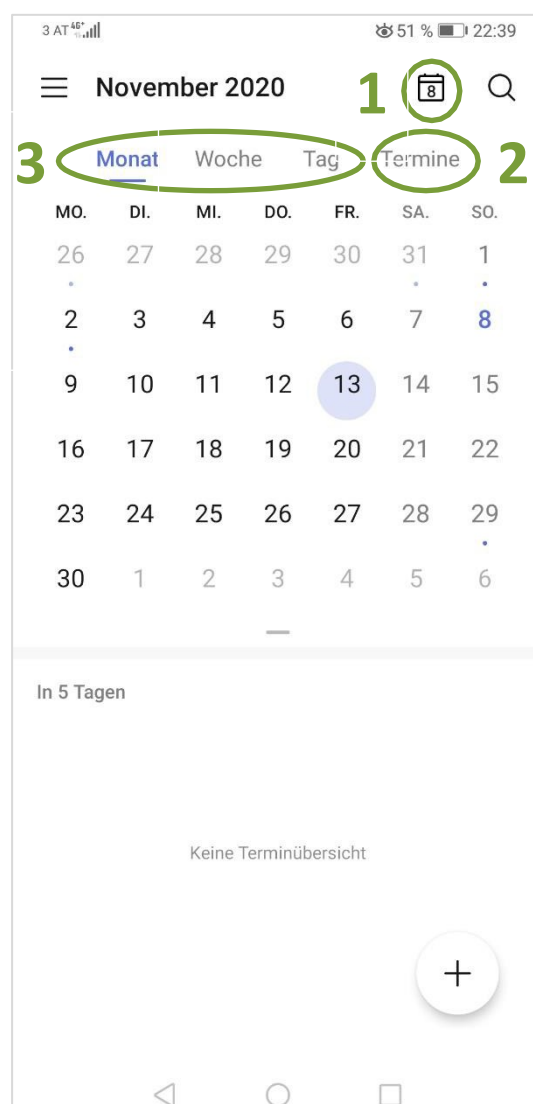 3 AT 4G+ 51 % 22:39
November 2020 1 8
3 Monat Woche Tag Termine 2
MO. DI. MI. DO. FR. SA. SO.
26 27 28 29 30 31 1
2 3 4 5 6 7 8
9 10 11 12 13 14 15
16 17 18 19 20 21 22
23 24 25 26 27 28 29
30 1 2 3 4 5 6
In 5 Tagen
Keine Terminübersicht
+